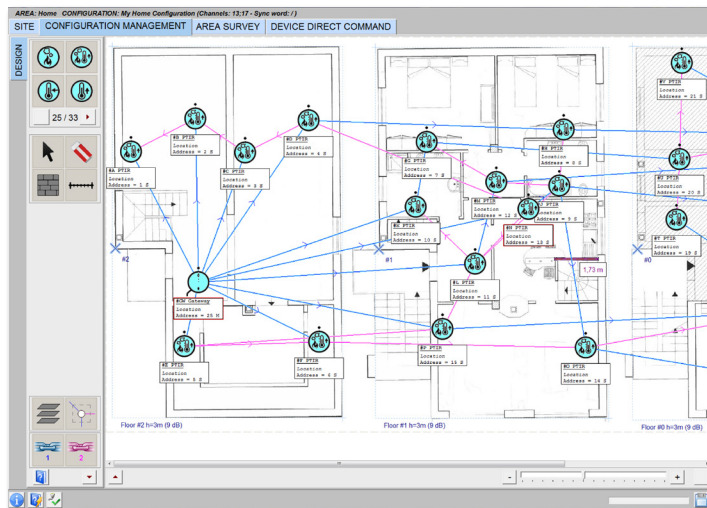 AREA: Home CONFIGURATION: My Home Configuration (Channels: 13;17 - Sync word: / )
SITE
CONFIGURATION MANAGEMENT
AREA SURVEY
DEVICE DIRECT COMMAND
DESIGN
25 / 33
1
2
#A PTIR
Location
Address = 1 S
#B PTIR
Location
Address = 2 S
#C PTIR
Location
Address = 3 S
#D PTIR
Location
Address = 4 S
#2
#CW Gateway
Location
Address = 25 M
#E PTIR
Location
Address = 5 S
#F PTIR
Location
Address = 6 S
Floor #2 h=3m (9 dB)
#G PTIR
Location
Address = 7 S
Location
#K PTIR
Location
Address = 10 S
#1
Address = 12 S
PTIR
Location
#N PTIR
Location
Address = 13 S
1,73 m
#L PTIR
Location
Address = 11 S
#P PTIR
Location
Address = 15 S
Location
Address = 14 S
Floor #1 h=3m (9 dB)
PTIR
Location
Address = 21 S
PTIR
Location
Address = 20 S
PTIR
Location
Address = 19 S
#0
Floor #0 h=3m (9 dB)